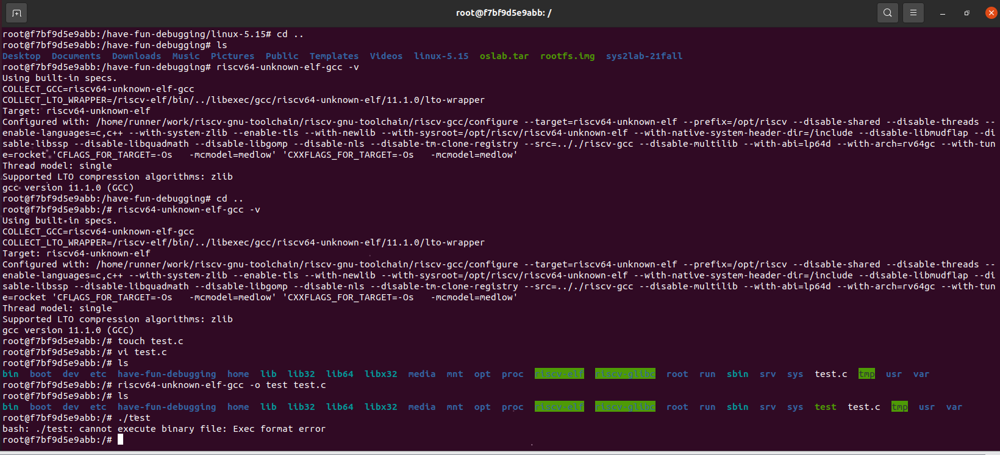 root@f7bf9d5e9abb: /
root@f7bf9d5e9abb:/have-fun-debugging/linux-5.15# cd ..
root@f7bf9d5e9abb:/have-fun-debugging# ls
Desktop  Documents  Downloads  Music  Pictures  Public  Templates  Videos  linux-5.15  oslab.tar  rootfs.img  sys2lab-21fall
root@f7bf9d5e9abb:/have-fun-debugging# riscv64-unknown-elf-gcc -v
Using built-in specs.
COLLECT_GCC=riscv64-unknown-elf-gcc
COLLECT_LTO_WRAPPER=/riscv-elf/bin/../libexec/gcc/riscv64-unknown-elf/11.1.0/lto-wrapper
Target: riscv64-unknown-elf
Configured with: /home/runner/work/riscv-gnu-toolchain/riscv-gnu-toolchain/riscv-gcc/configure --target=riscv64-unknown-elf --prefix=/opt/riscv --disable-shared --disable-threads --
enable-languages=c,c++ --with-system-zlib --enable-tls --with-newlib --with-sysroot=/opt/riscv/riscv64-unknown-elf --with-native-system-header-dir=/include --disable-libmudflap --di
sable-libssp --disable-libquadmath --disable-libgomp --disable-nls --disable-tm-clone-registry --src=.././riscv-gcc --disable-multilib --with-abi=lp64d --with-arch=rv64gc --with-tun
e=rocket 'CFLAGS_FOR_TARGET=-Os   -mcmodel=medlow' 'CXXFLAGS_FOR_TARGET=-Os   -mcmodel=medlow'
Thread model: single
Supported LTO compression algorithms: zlib
gcc version 11.1.0 (GCC)
root@f7bf9d5e9abb:/have-fun-debugging# cd ..
root@f7bf9d5e9abb:/# riscv64-unknown-elf-gcc -v
Using built-in specs.
COLLECT_GCC=riscv64-unknown-elf-gcc
COLLECT_LTO_WRAPPER=/riscv-elf/bin/../libexec/gcc/riscv64-unknown-elf/11.1.0/lto-wrapper
Target: riscv64-unknown-elf
Configured with: /home/runner/work/riscv-gnu-toolchain/riscv-gnu-toolchain/riscv-gcc/configure --target=riscv64-unknown-elf --prefix=/opt/riscv --disable-shared --disable-threads --
enable-languages=c,c++ --with-system-zlib --enable-tls --with-newlib --with-sysroot=/opt/riscv/riscv64-unknown-elf --with-native-system-header-dir=/include --disable-libmudflap --di
sable-libssp --disable-libquadmath --disable-libgomp --disable-nls --disable-tm-clone-registry --src=.././riscv-gcc --disable-multilib --with-abi=lp64d --with-arch=rv64gc --with-tun
e=rocket 'CFLAGS_FOR_TARGET=-Os   -mcmodel=medlow' 'CXXFLAGS_FOR_TARGET=-Os   -mcmodel=medlow'
Thread model: single
Supported LTO compression algorithms: zlib
gcc version 11.1.0 (GCC)
root@f7bf9d5e9abb:/# touch test.c
root@f7bf9d5e9abb:/# vi test.c
root@f7bf9d5e9abb:/# ls
bin  boot  dev  etc  have-fun-debugging  home  lib  lib32  lib64  libx32  media  mnt  opt  proc  riscv-elf  riscv-glibc  root  run  sbin  srv  sys  test.c  tmp  usr  var
root@f7bf9d5e9abb:/# riscv64-unknown-elf-gcc -o test test.c
root@f7bf9d5e9abb:/# ls
bin  boot  dev  etc  have-fun-debugging  home  lib  lib32  lib64  libx32  media  mnt  opt  proc  riscv-elf  riscv-glibc  root  run  sbin  srv  sys  test  test.c  tmp  usr  var
root@f7bf9d5e9abb:/# ./test
bash: ./test: cannot execute binary file: Exec format error
root@f7bf9d5e9abb:/#